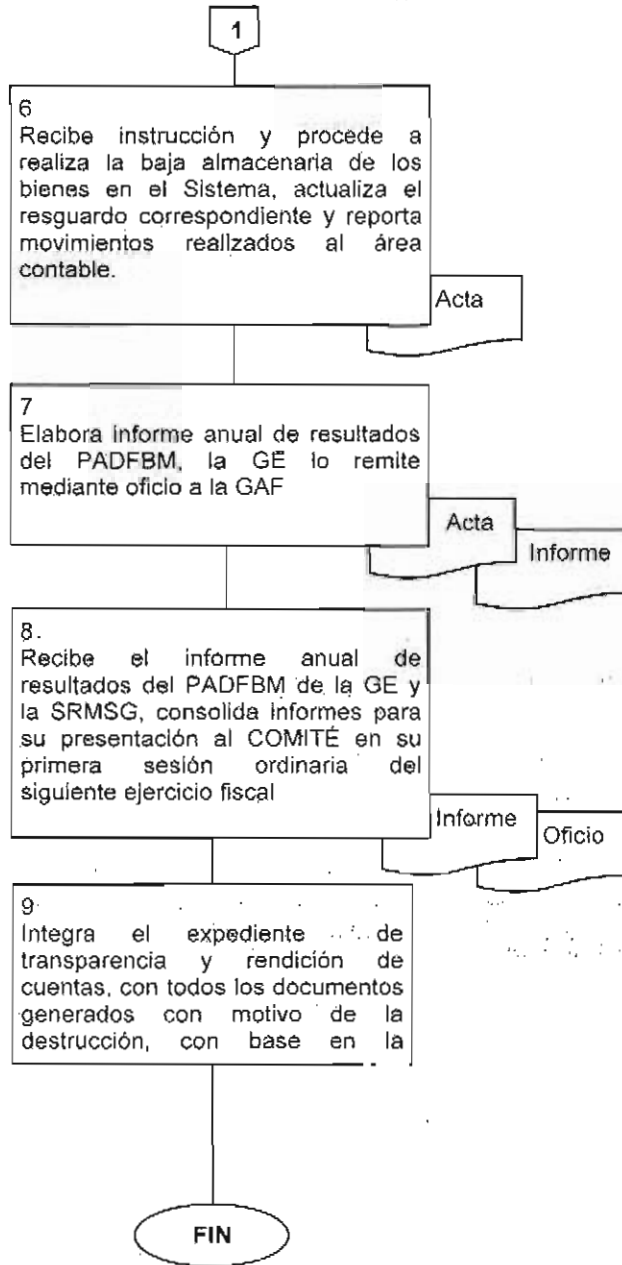 1
6
Recibe instrucción y procede a
realiza la baja almacenaria de los
bienes en el Sistema, actualiza el
resguardo correspondiente y reporta
movimientos realizados al área
contable.
Acta
7
Elabora informe anual de resultados
del PADFBM, la GE lo remite
mediante oficio a la GAF
Acta
Informe
8.
Recibe el informe anual de
resultados del PADFBM de la GE y
la SRMSG, consolida informes para
su presentación al COMITÉ en su
primera sesión ordinaria del
siguiente ejercicio fiscal
Informe
Oficio
9
Integra el expediente de
transparencia y rendición de
cuentas, con todos los documentos
generados con motivo de la
destrucción, con base en la
FIN